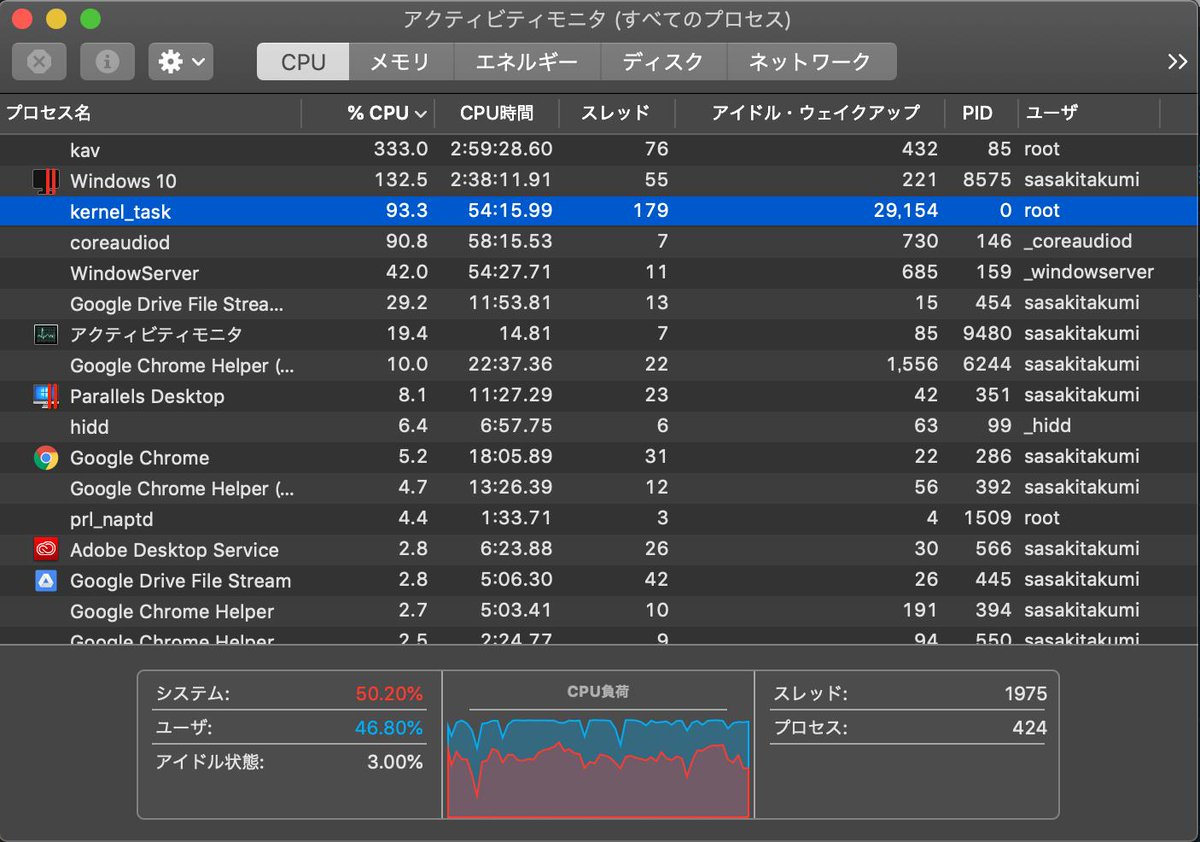 アクティビティモニタ (すべてのプロセス)
CPU メモリ エネルギー ディスク ネットワーク
プロセス名 % CPU CPU時間 スレッド アイドル・ウェイクアップ PID ユーザ
kav 333.0 2:59:28.60 76 432 85 root
Windows 10 132.5 2:38:11.91 55 221 8575 sasakitakumi
kernel_task 93.3 54:15.99 179 29,154 0 root
coreaudiod 90.8 58:15.53 7 730 146 _coreaudiod
WindowServer 42.0 54:27.71 11 685 159 _windowserver
Google Drive File Strea... 29.2 11:53.81 13 15 454 sasakitakumi
アクティビティモニタ 19.4 14.81 7 85 9480 sasakitakumi
Google Chrome Helper (... 10.0 22:37.36 22 1,556 6244 sasakitakumi
Parallels Desktop 8.1 11:27.29 23 42 351 sasakitakumi
hidd 6.4 6:57.75 6 63 99 _hidd
Google Chrome 5.2 18:05.89 31 22 286 sasakitakumi
Google Chrome Helper (... 4.7 13:26.39 12 56 392 sasakitakumi
prl_naptd 4.4 1:33.71 3 4 1509 root
Adobe Desktop Service 2.8 6:23.88 26 30 566 sasakitakumi
Google Drive File Stream 2.8 5:06.30 42 26 445 sasakitakumi
Google Chrome Helper 2.7 5:03.41 10 191 394 sasakitakumi
Google Chrome Helper 2.5 2:24.77 9 94 550 sasakitakumi
システム: 50.20%
ユーザ: 46.80%
アイドル状態: 3.00%
CPU負荷
スレッド: 1975
プロセス: 424